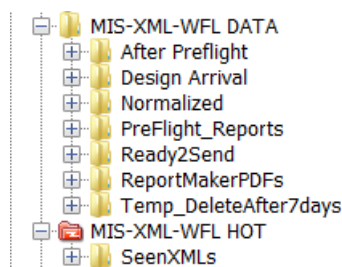 MIS-XML-WFL DATA
After Preflight
Design Arrival
Normalized
PreFlight_Reports
Ready2Send
ReportMakerPDFs
Temp_DeleteAfter7days
MIS-XML-WFL HOT
SeenXMLs